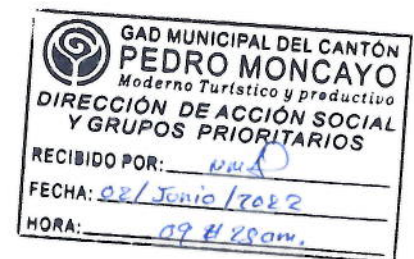 GAD MUNICIPAL DEL CANTÓN
PEDRO MONCAYO
Moderno Turístico y productivo
DIRECCIÓN DE ACCIÓN SOCIAL
Y GRUPOS PRIORITARIOS
RECIBIDO POR:
FECHA: 02/ Junio /2022
HORA: 09 H 29am.